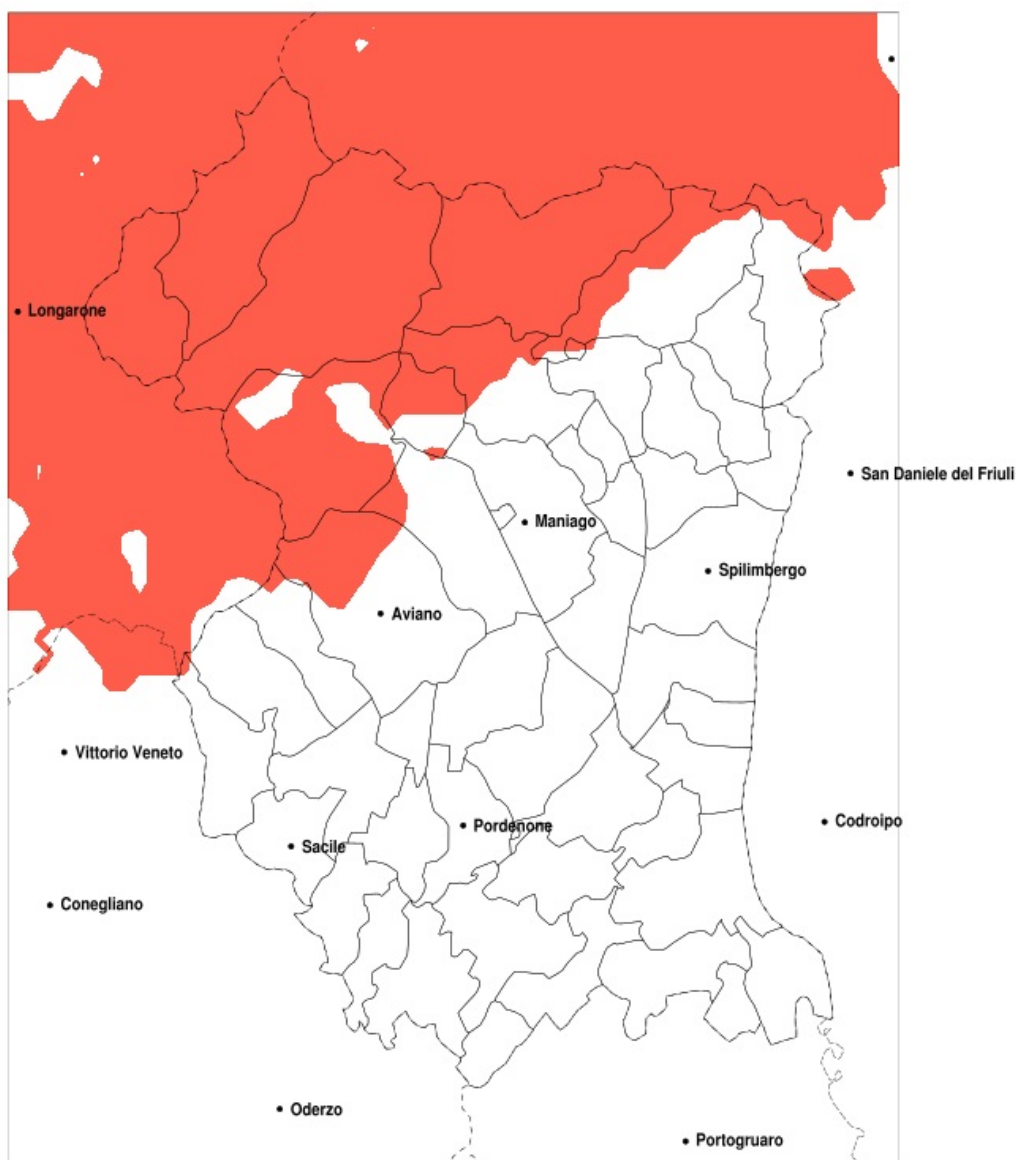 Longarone
San Daniele del Friuli
Maniago
Spilimbergo
Aviano
Vittorio Veneto
Pordenone
Codroipo
Sacile
Conegliano
Oderzo
Portogruaro